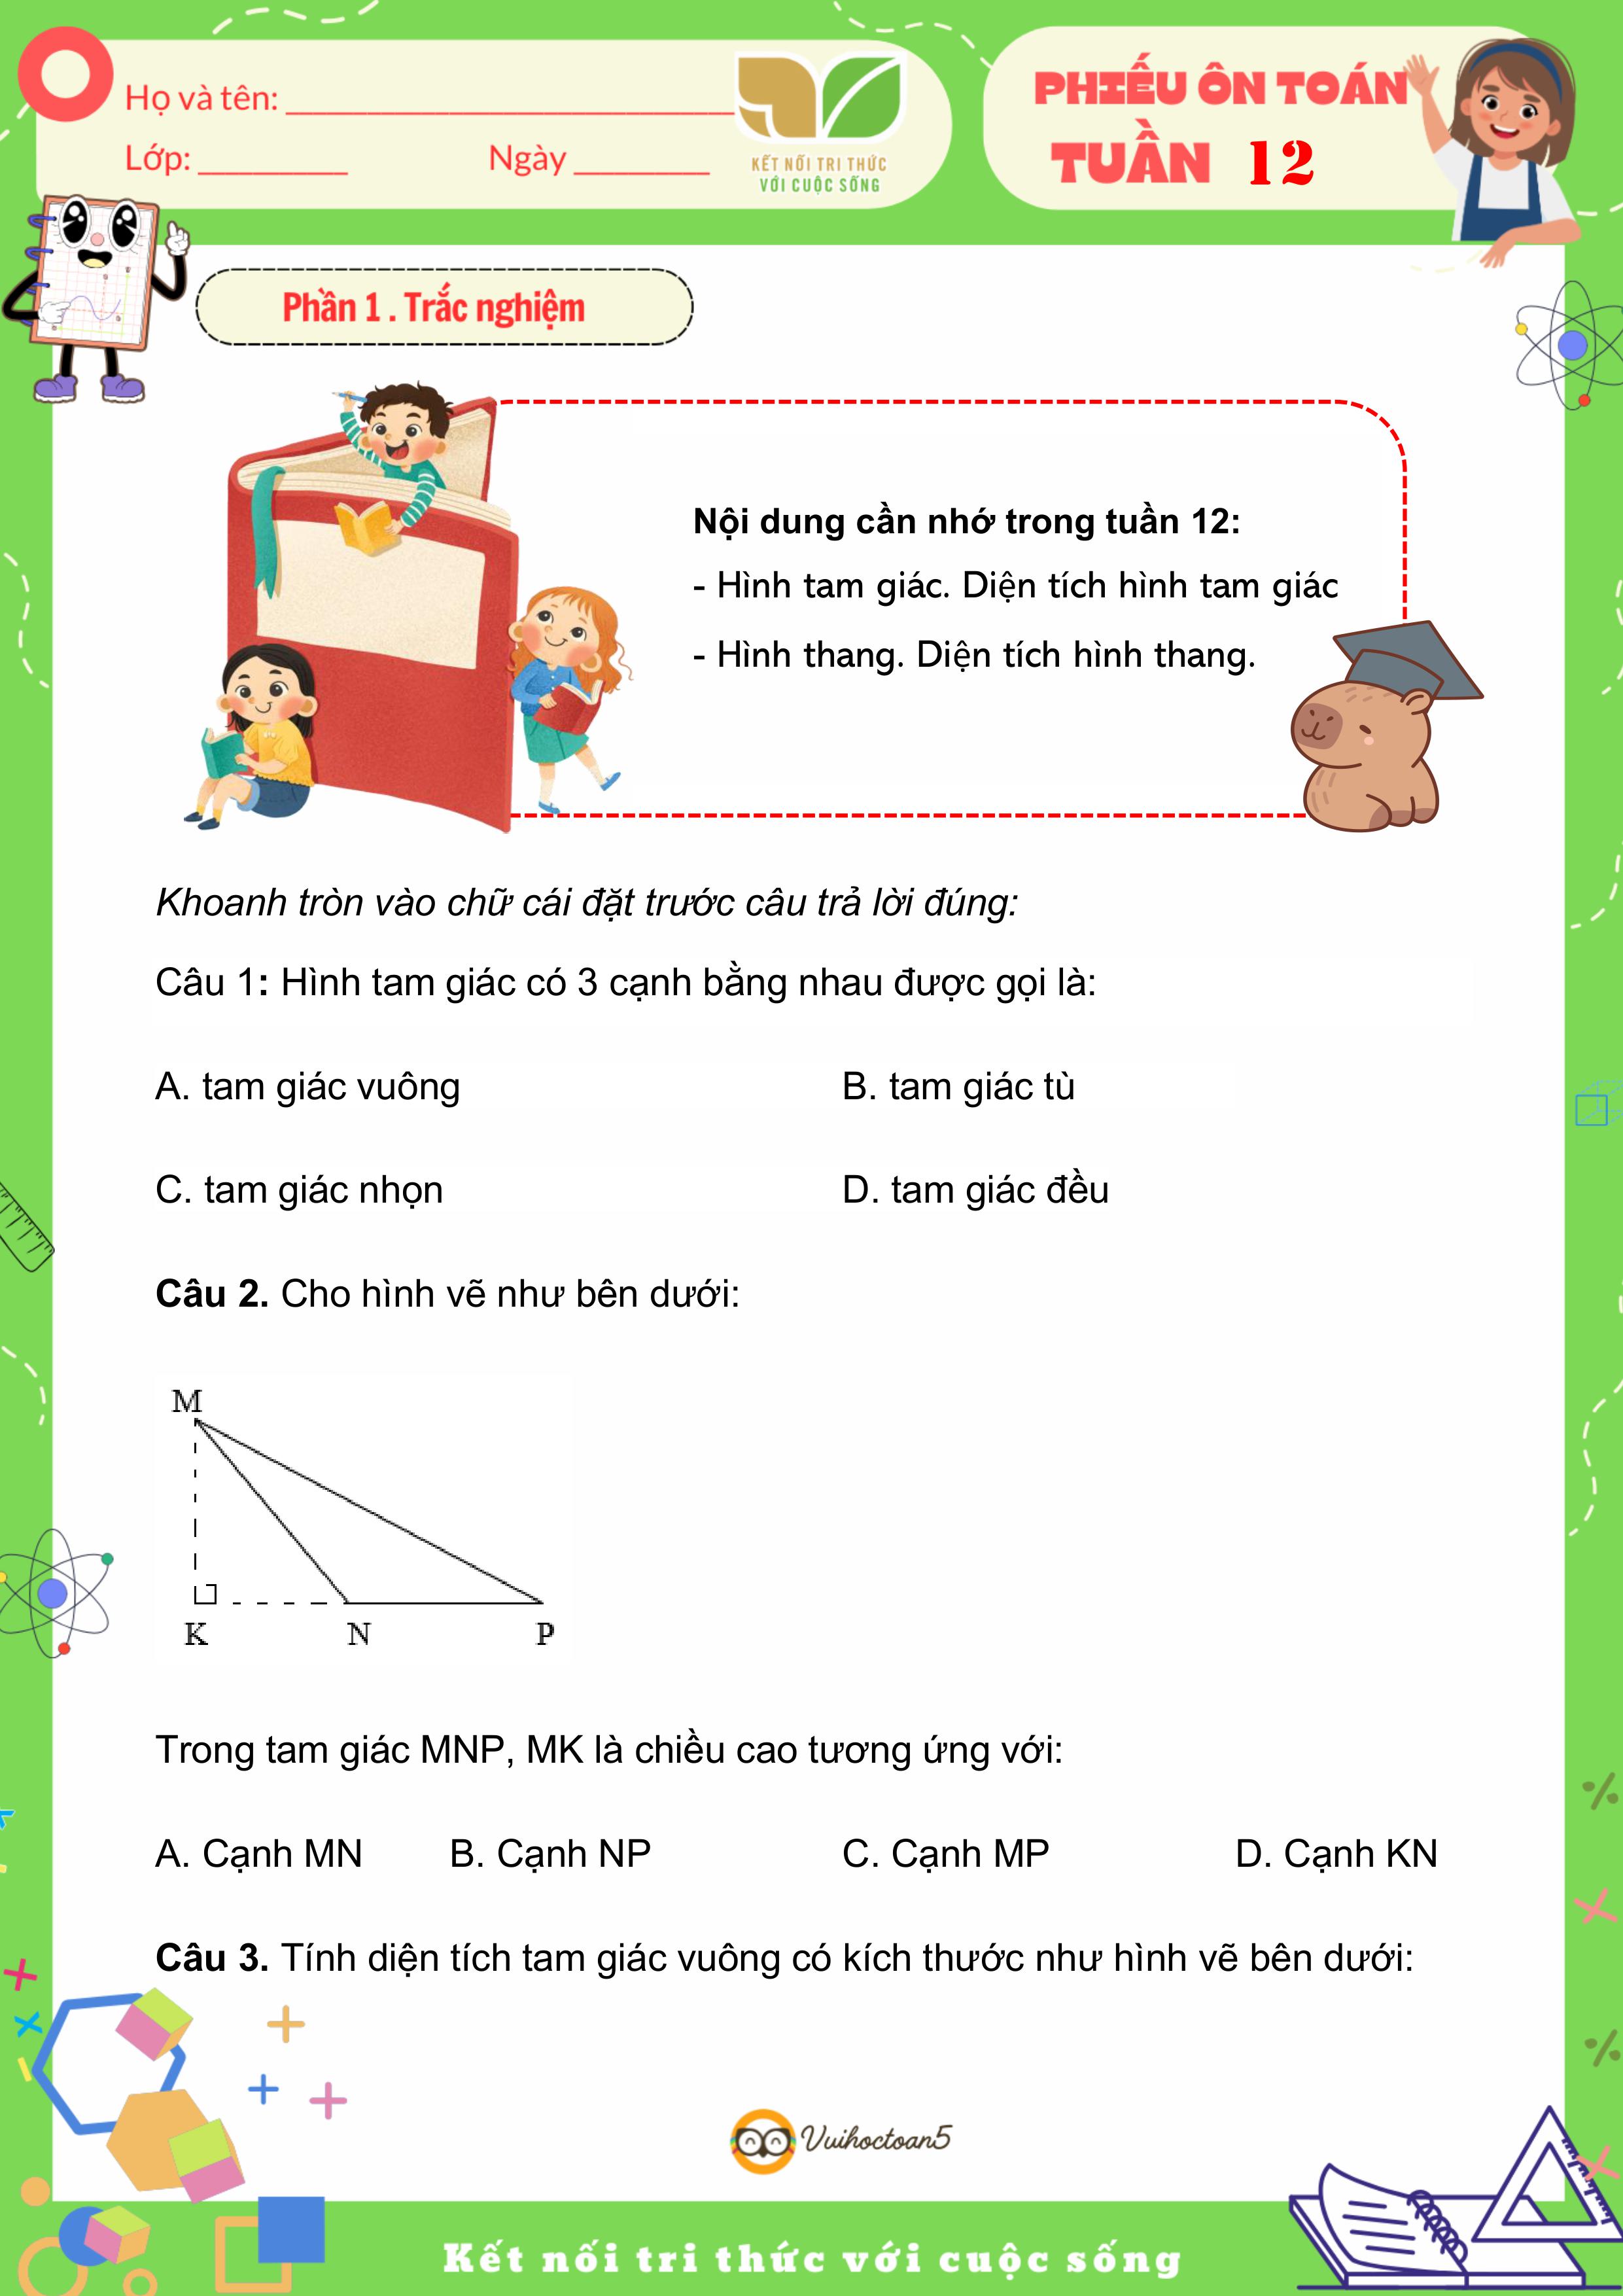 Họ và tên: ______________________
Lớp: ________ Ngày _______
KẾT NỐI TRI THỨC
VỚI CUỘC SỐNG
PHIẾU ÔN TOÁN
TUẦN 12
Phần 1 . Trắc nghiệm
Nội dung cần nhớ trong tuần 12:
- Hình tam giác. Diện tích hình tam giác
- Hình thang. Diện tích hình thang.
Khoanh tròn vào chữ cái đặt trước câu trả lời đúng:
Câu 1: Hình tam giác có 3 cạnh bằng nhau được gọi là:
A. tam giác vuông B. tam giác tù
C. tam giác nhọn D. tam giác đều
Câu 2. Cho hình vẽ như bên dưới:
M
K N P
Trong tam giác MNP, MK là chiều cao tương ứng với:
A. Cạnh MN B. Cạnh NP C. Cạnh MP D. Cạnh KN
Câu 3. Tính diện tích tam giác vuông có kích thước như hình vẽ bên dưới:
Vuihoctoan5
Kết nối tri thức với cuộc sống